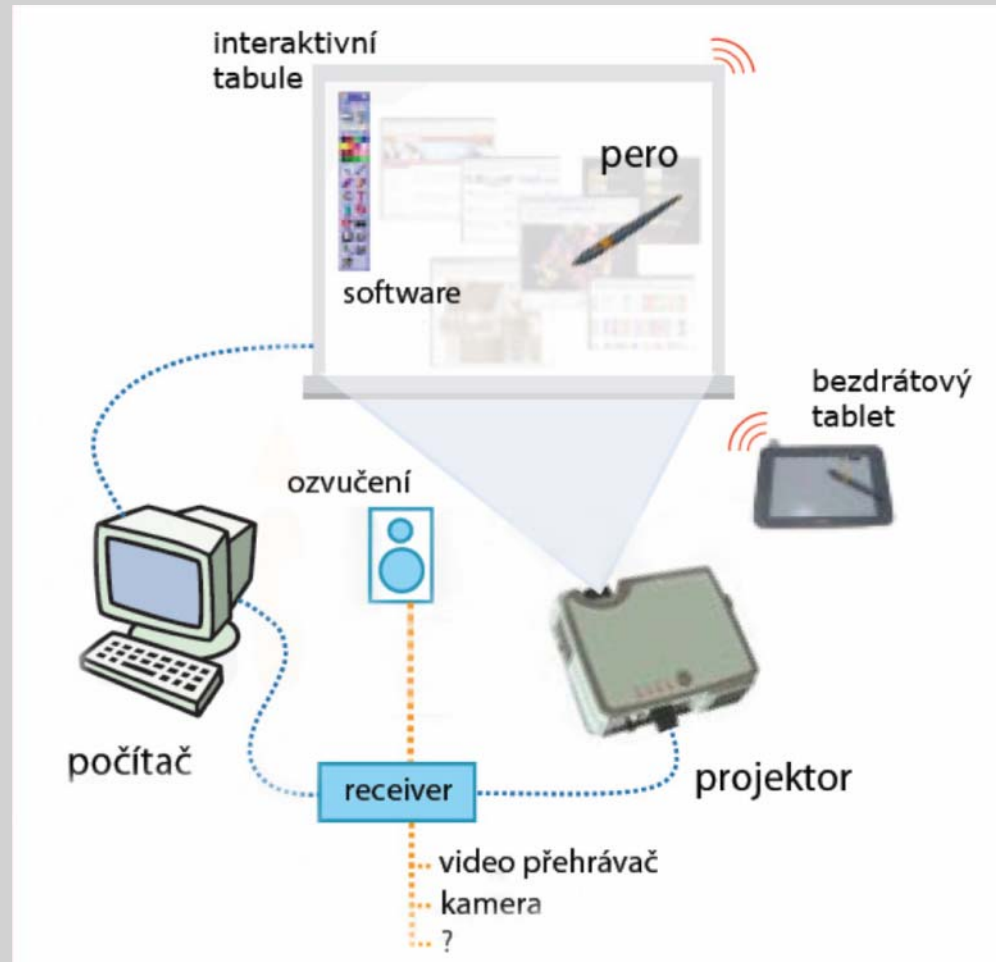 interaktivní
tabule
pero
software
bezdrátový
tablet
ozvučení
počítač
receiver
projektor
video přehrávač
kamera
?